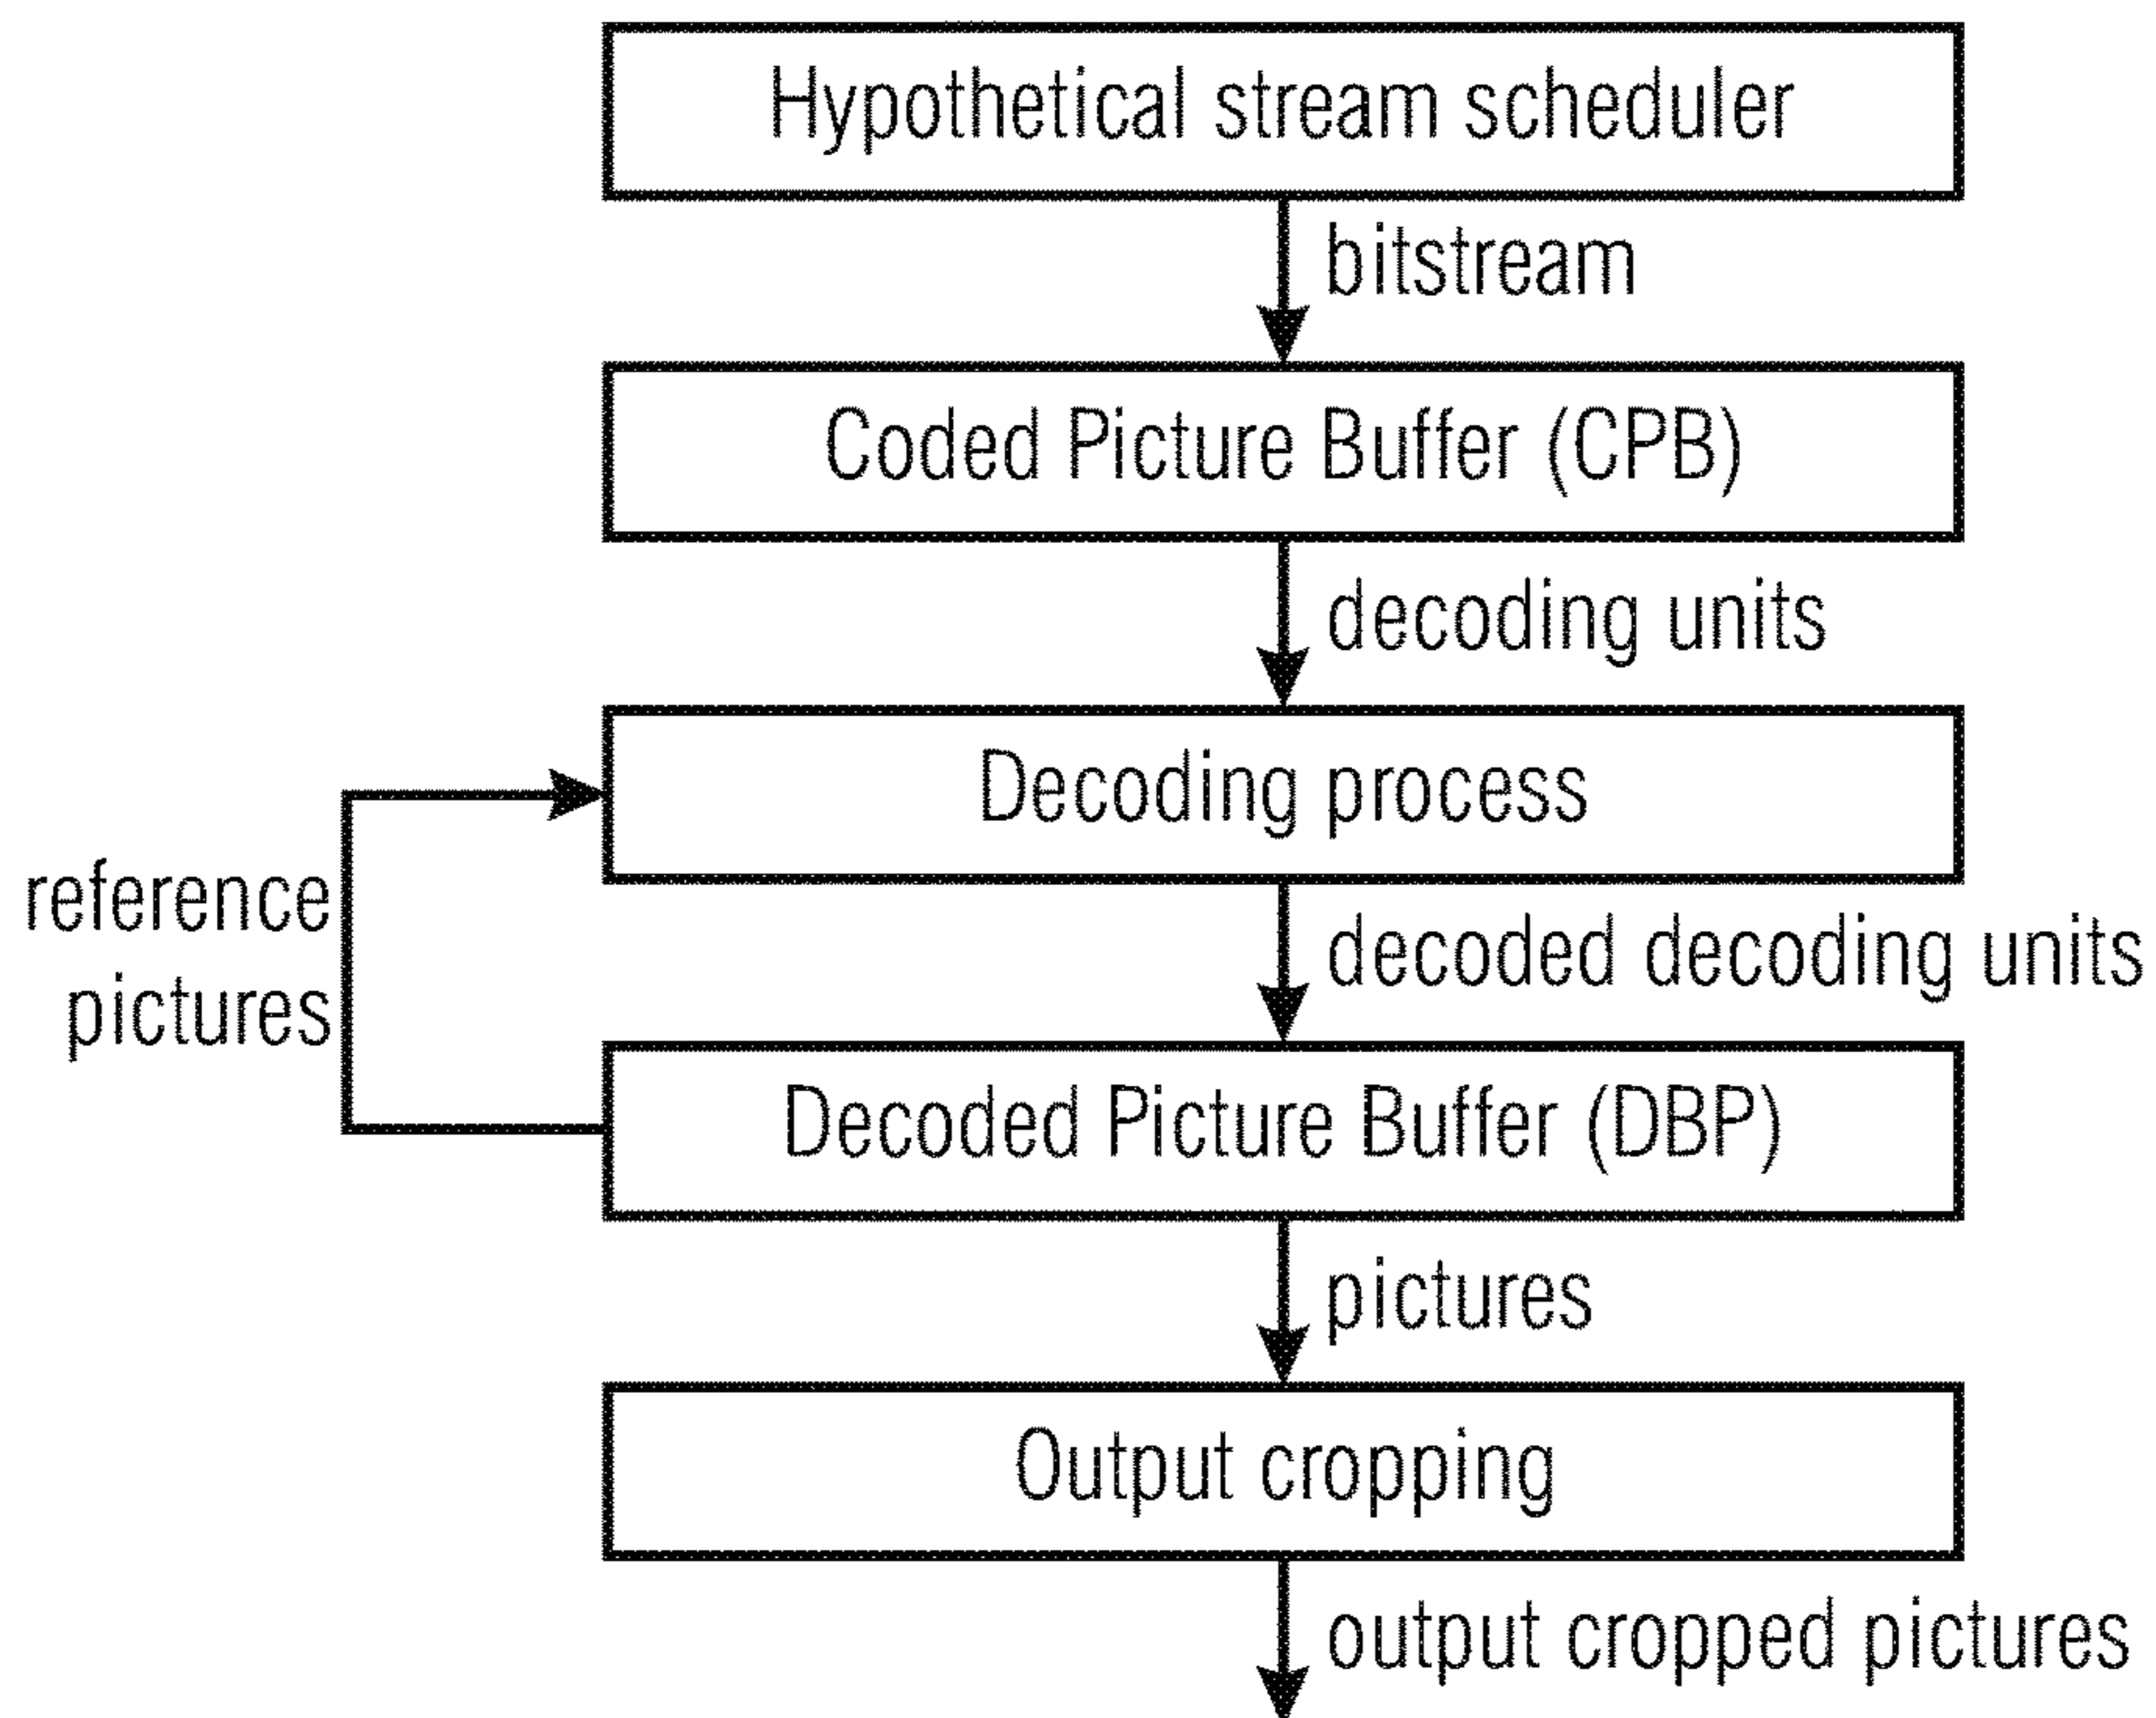 Hypothetical stream scheduler
bitstream
Coded Picture Buffer (CPB)
decoding units
Decoding process
reference
pictures
decoded decoding units
Decoded Picture Buffer (DBP)
pictures
Output cropping
output cropped pictures